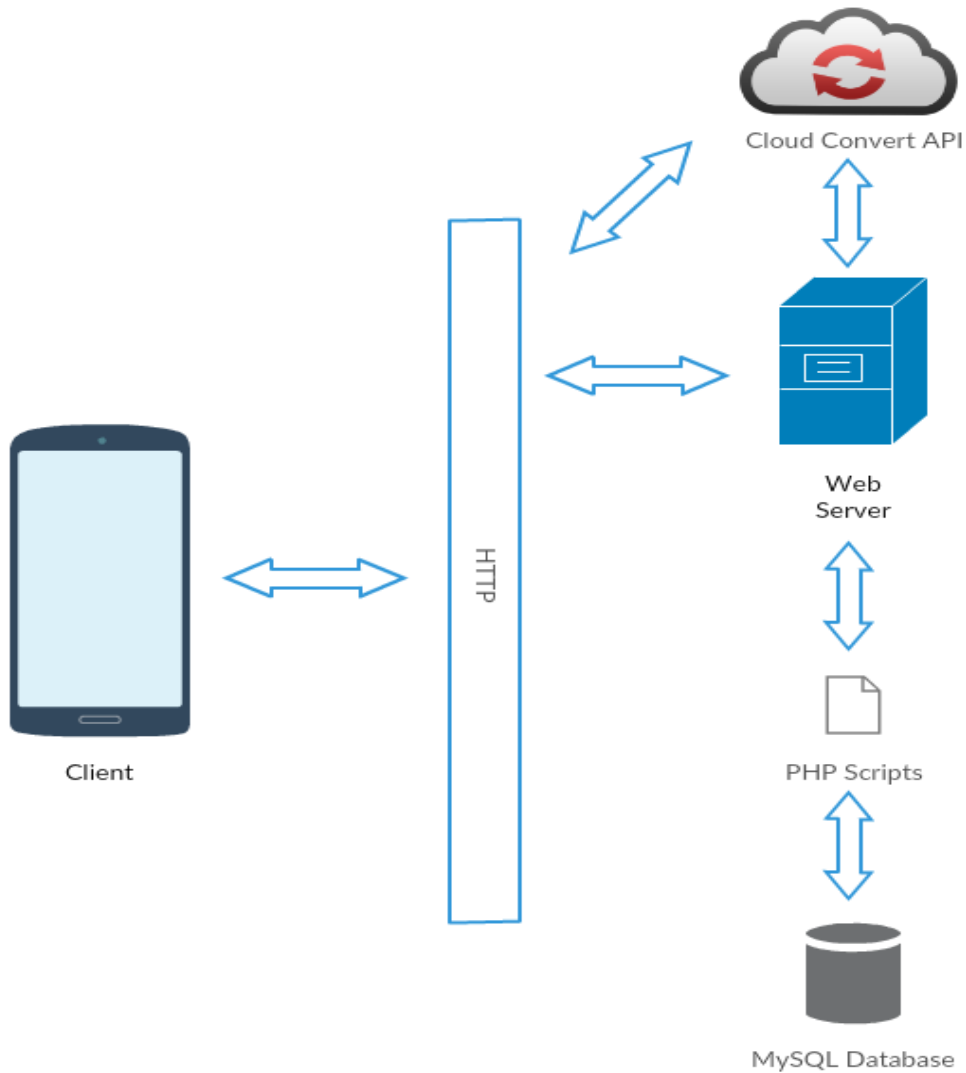 Cloud Convert API
Web
Server
HTTP
Client
PHP Scripts
MySQL Database